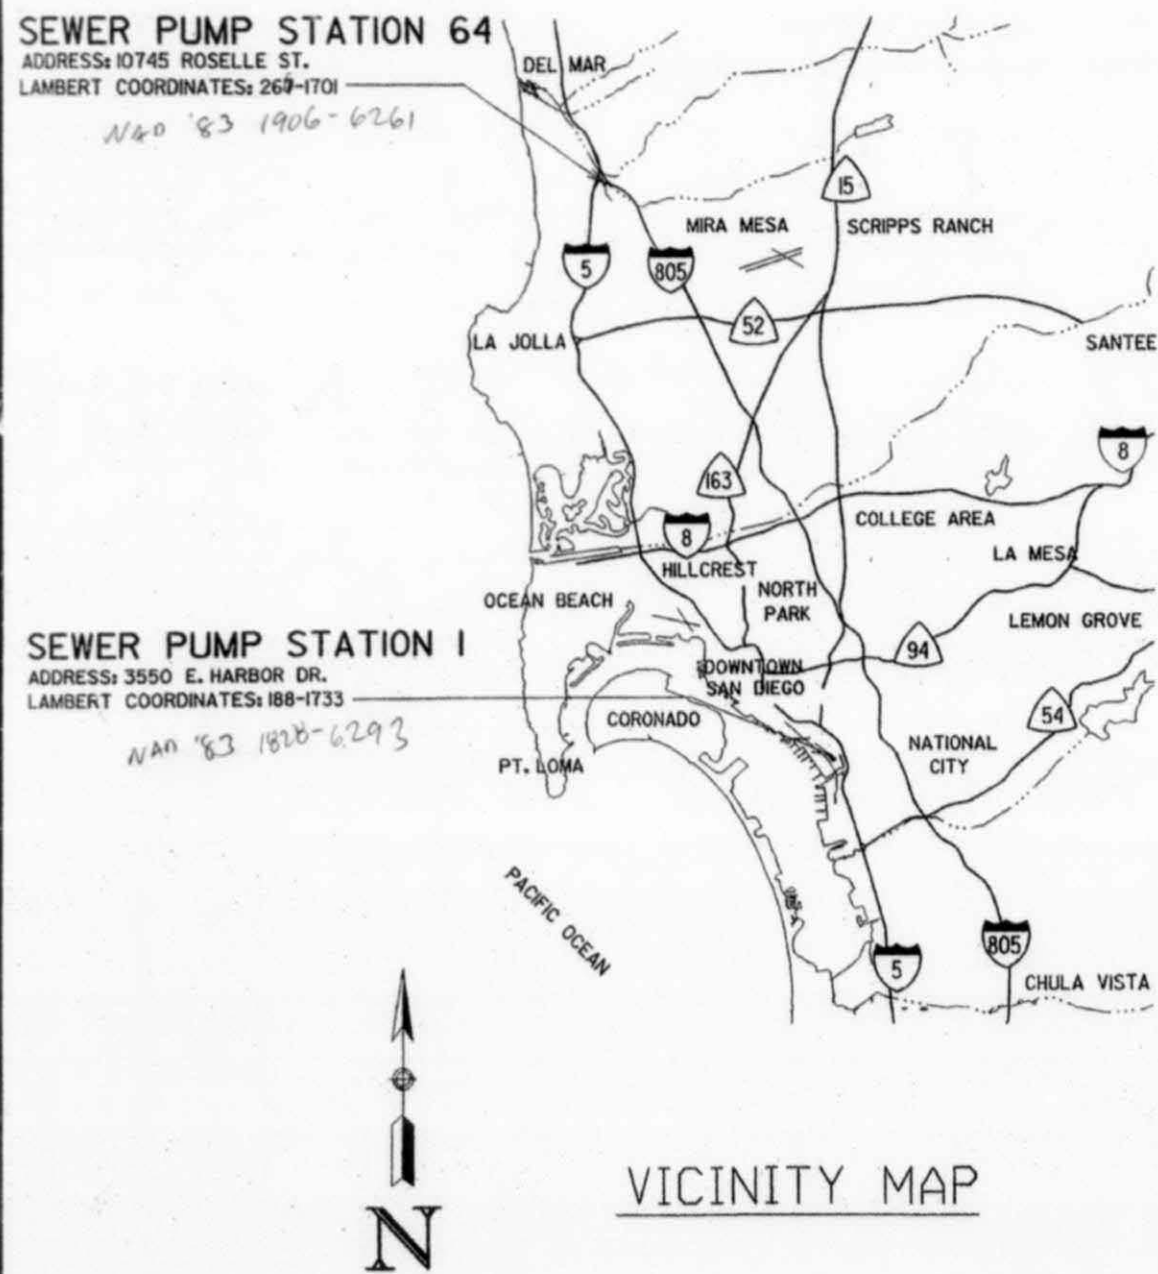 SEWER PUMP STATION 64
ADDRESS: 10745 ROSELLE ST.
LAMBERT COORDINATES: 266-1701
NAD '83 1906-6261
DEL MAR
15
MIRA MESA
SCRIPPS RANCH
5
805
52
LA JOLLA
SANTEE
8
163
COLLEGE AREA
8
LA MESA
HILLCREST
NORTH
PARK
OCEAN BEACH
LEMON GROVE
SEWER PUMP STATION 1
ADDRESS: 3550 E. HARBOR DR.
LAMBERT COORDINATES: 188-1733
NAD '83 1828-6293
94
DOWNTOWN
SAN DIEGO
CORONADO
54
NATIONAL
CITY
PT. LOMA
PACIFIC OCEAN
805
5
CHULA VISTA
N
VICINITY MAP